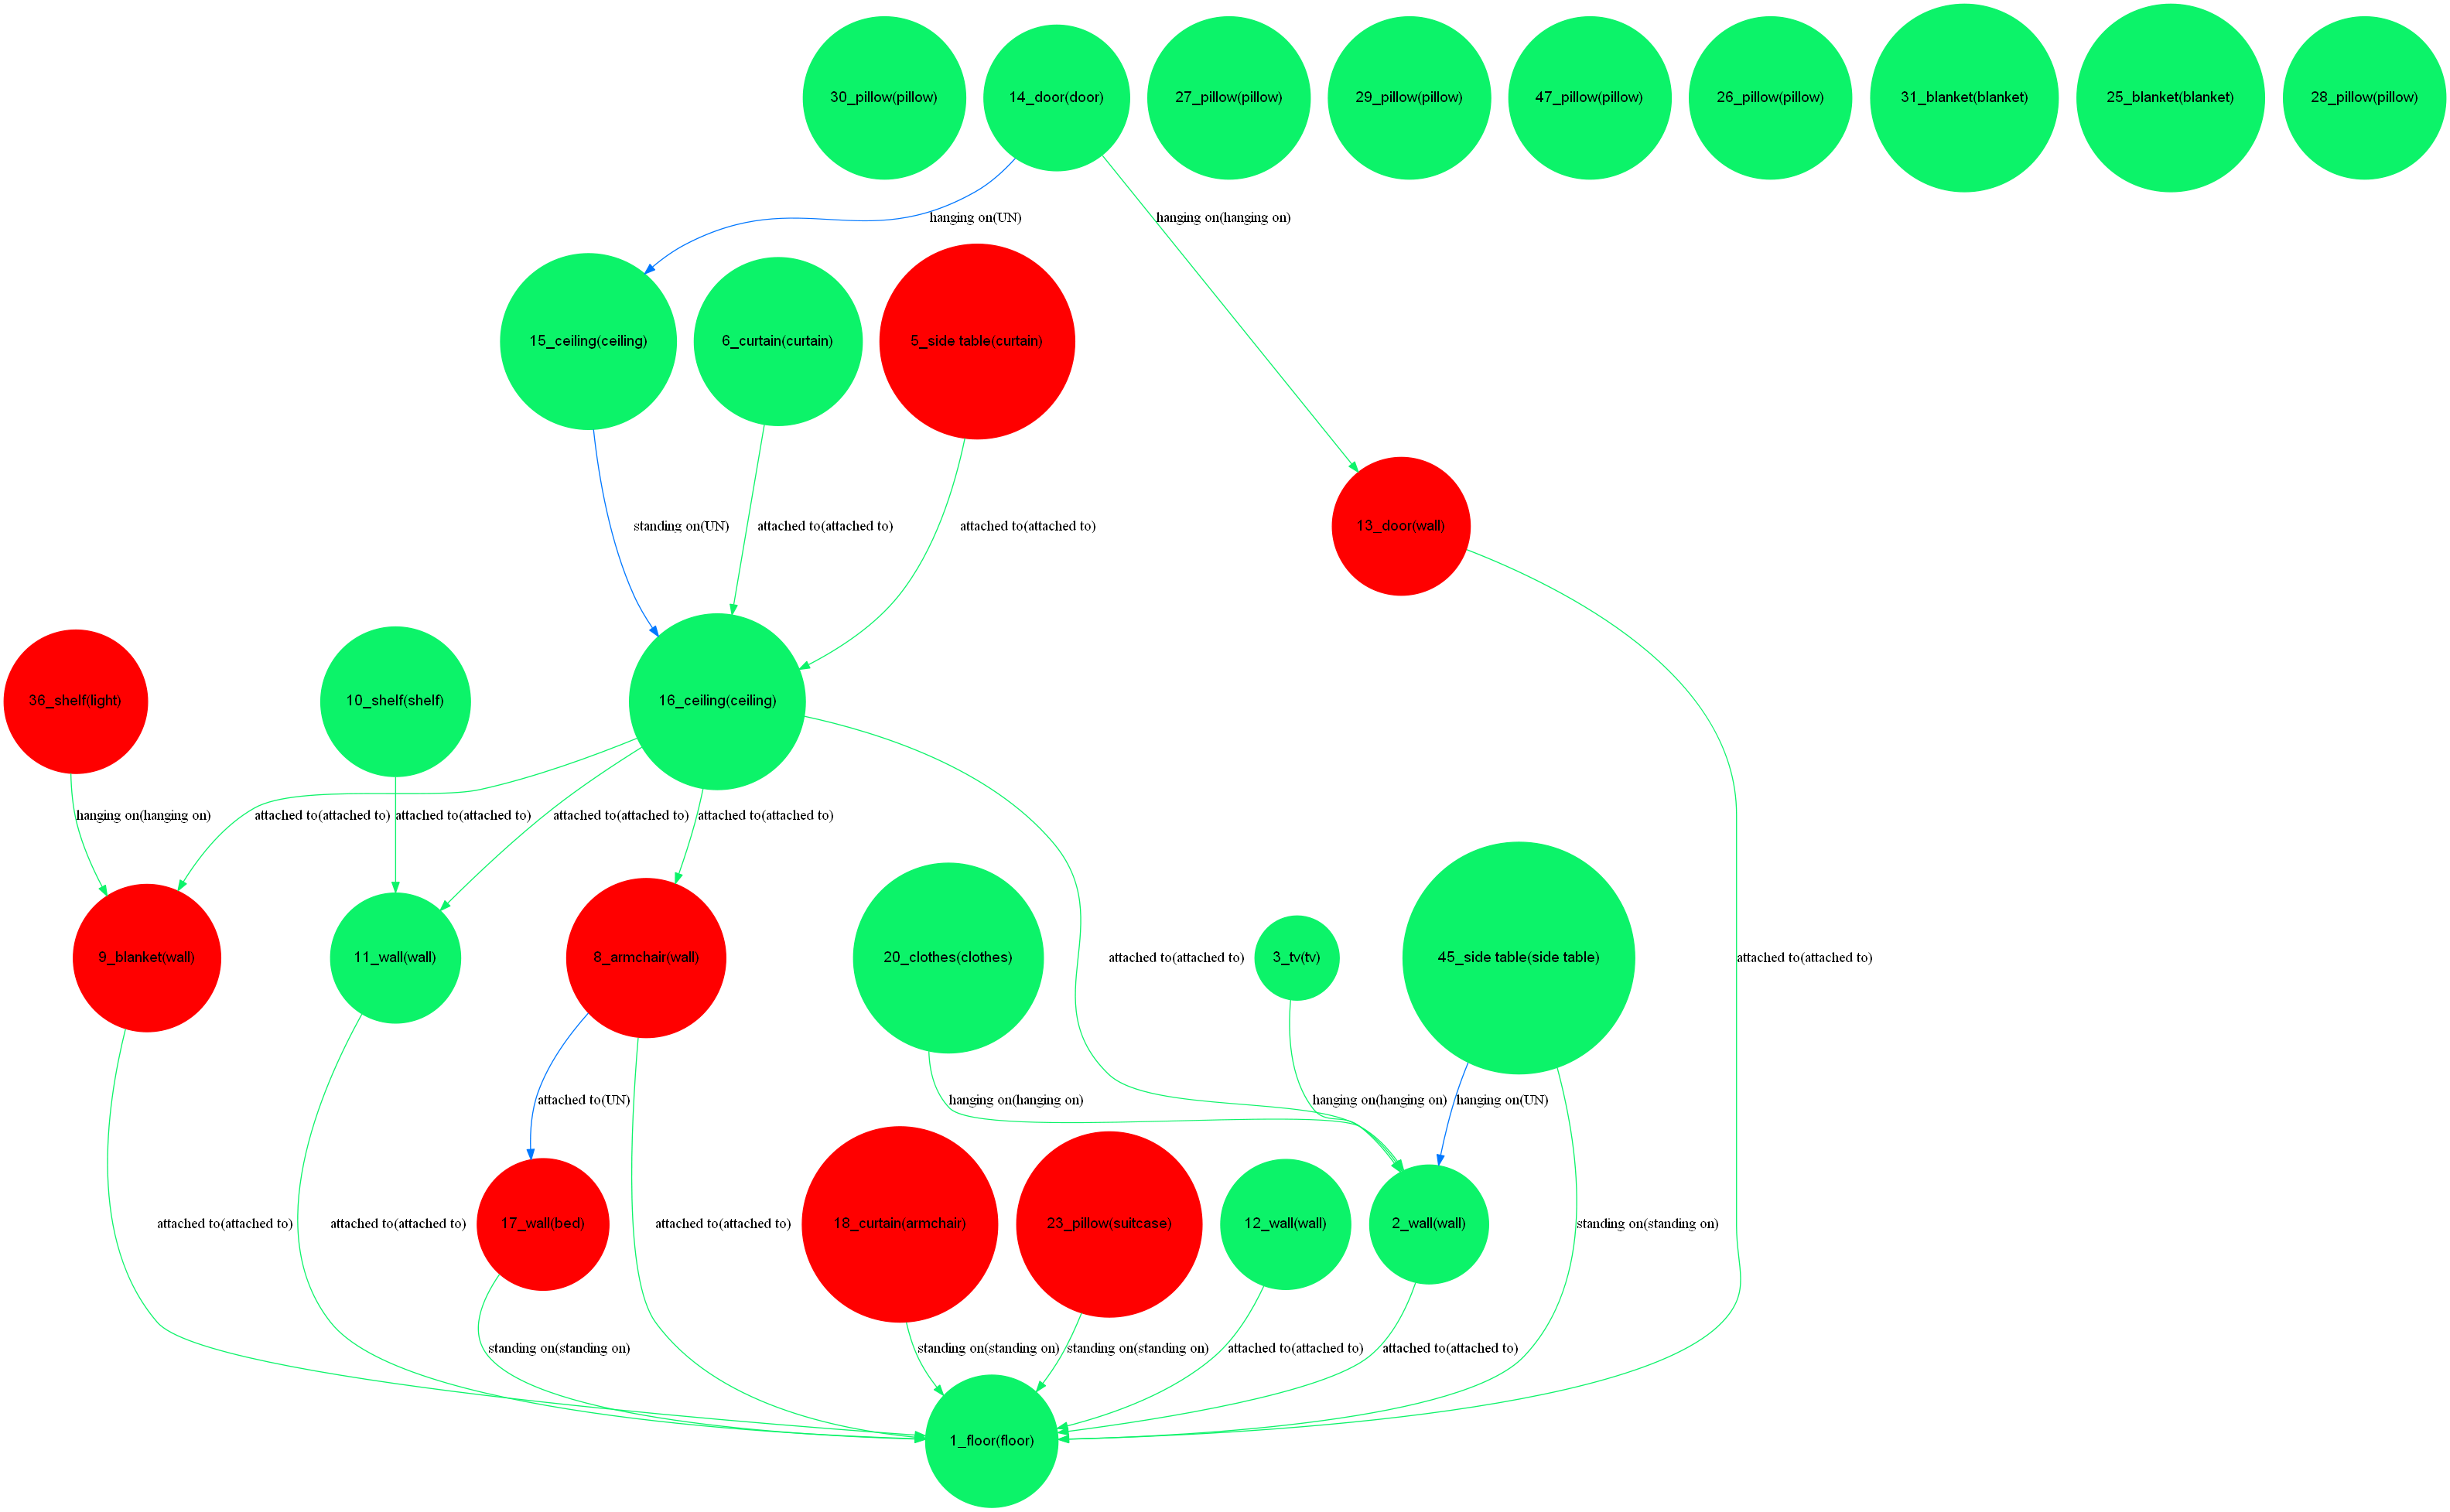 30_pillow(pillow)
14_door(door)
27_pillow(pillow)
29_pillow(pillow)
47_pillow(pillow)
26_pillow(pillow)
31_blanket(blanket)
25_blanket(blanket)
28_pillow(pillow)
hanging on(UN)
hanging on(hanging on)
15_ceiling(ceiling)
6_curtain(curtain)
5_side table(curtain)
standing on(UN)
attached to(attached to)
attached to(attached to)
13_door(wall)
36_shelf(light)
10_shelf(shelf)
16_ceiling(ceiling)
hanging on(hanging on)
attached to(attached to)
attached to(attached to)
attached to(attached to)
attached to(attached to)
9_blanket(wall)
11_wall(wall)
8_armchair(wall)
20_clothes(clothes)
attached to(attached to)
3_tv(tv)
45_side table(side table)
attached to(attached to)
attached to(UN)
hanging on(hanging on)
hanging on(hanging on)
hanging on(UN)
attached to(attached to)
attached to(attached to)
17_wall(bed)
attached to(attached to)
18_curtain(armchair)
23_pillow(suitcase)
12_wall(wall)
2_wall(wall)
standing on(standing on)
standing on(standing on)
standing on(standing on)
standing on(standing on)
attached to(attached to)
attached to(attached to)
1_floor(floor)